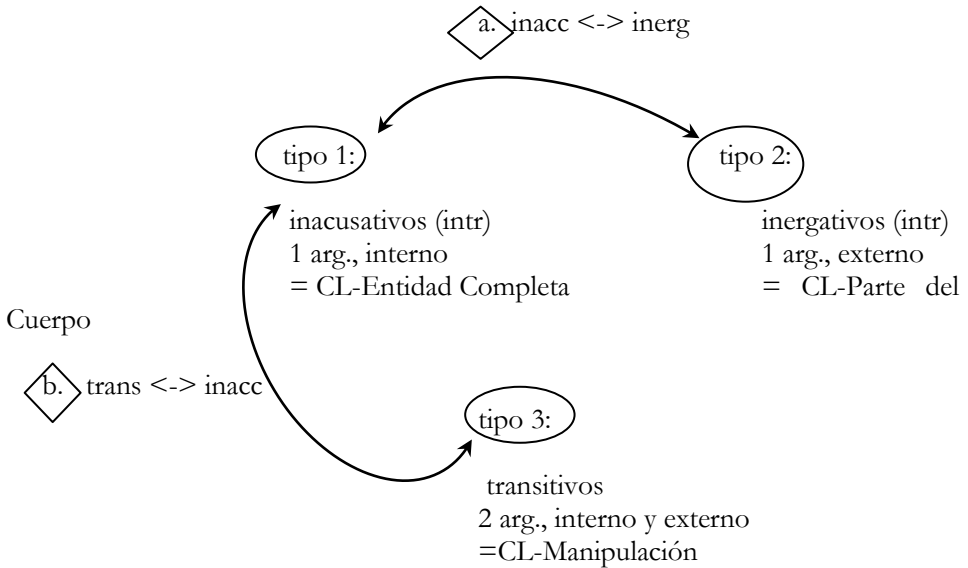 a. inacc <-> inerg
tipo 1:
tipo 2:
inacusativos (intr)
1 arg., interno
= CL-Entidad Completa
inergativos (intr)
1 arg., externo
= CL-Parte del
Cuerpo
b. trans <-> inacc
tipo 3:
transitivos
2 arg., interno y externo
=CL-Manipulación